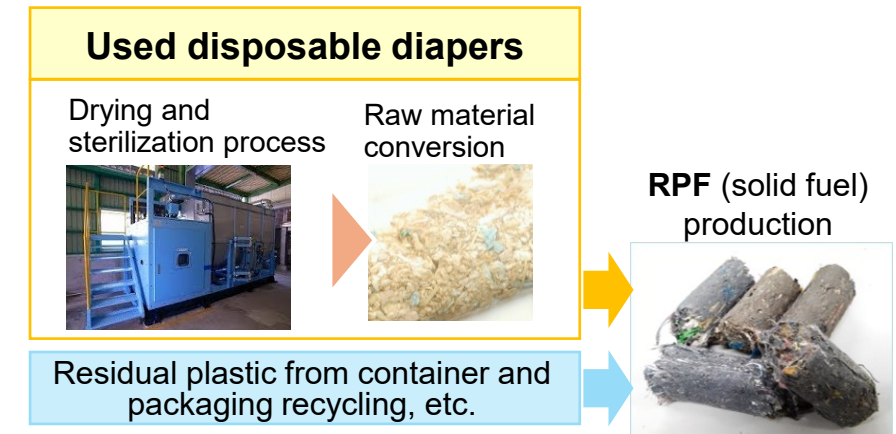 Used disposable diapers
Drying and
sterilization process
Raw material
conversion
RPF (solid fuel)
production
Residual plastic from container and
packaging recycling, etc.